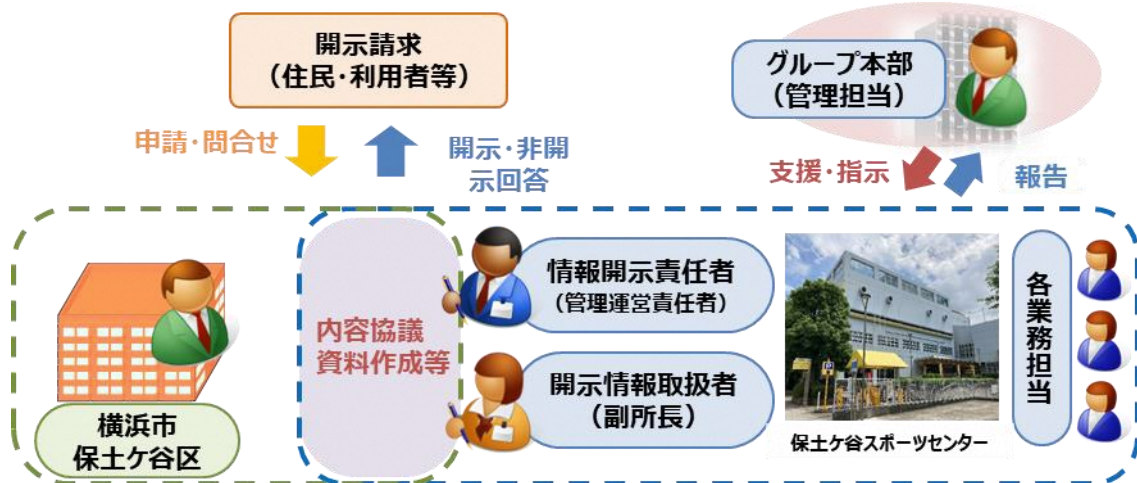 開示請求
(住民・利用者等)
グループ本部
(管理担当)
申請・問合せ
開示・非開
示回答
支援・指示
報告
内容協議
資料作成等
情報開示責任者
(管理運営責任者)
開示情報取扱者
(副所長)
横浜市
保土ケ谷区
保土ケ谷スポーツセンター
各業務担当